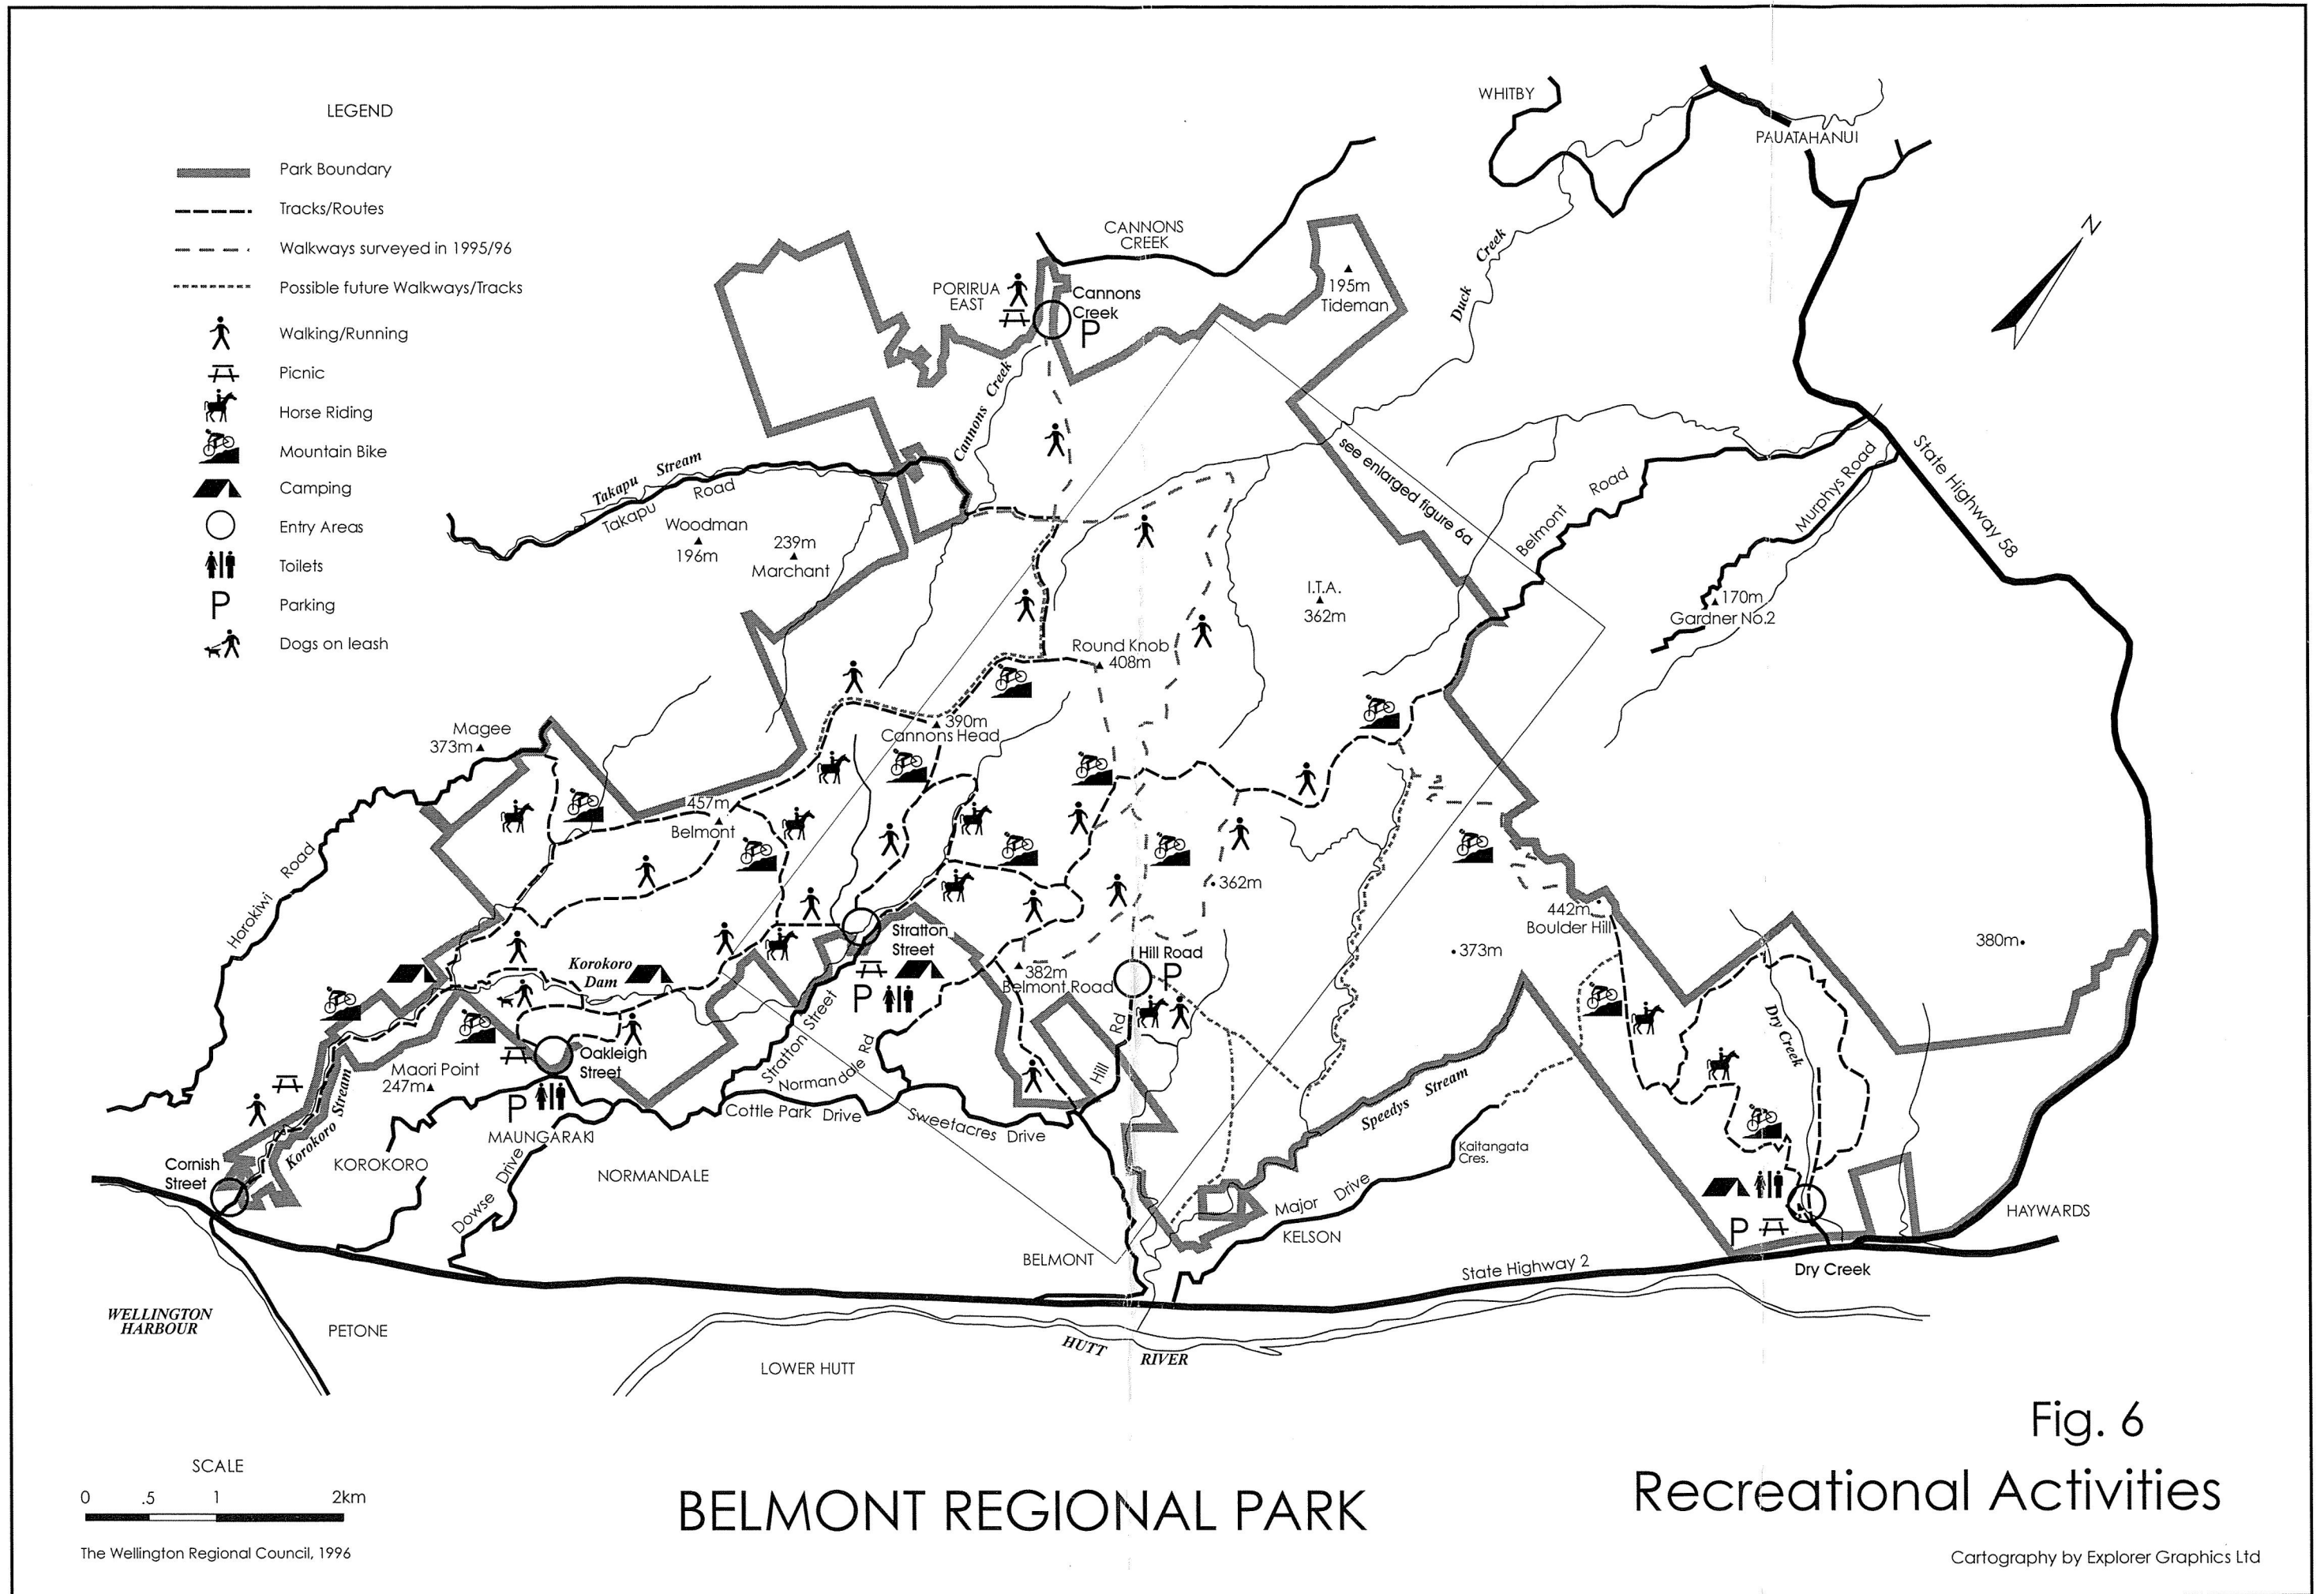 LEGEND
Park Boundary
Tracks/Routes
Walkways surveyed in 1995/96
Possible future Walkways/Tracks
Walking/Running
Picnic
Horse Riding
Mountain Bike
Camping
Entry Areas
Toilets
P
Parking
Dogs on leash
WHITBY
PAUATAHANUI
N
CANNONS
CREEK
PORIRUA
EAST
Cannons
Creek
P
195m
Tideman
Duck Creek
Cannons Creek
Takapu Stream
Takapu Road
Woodman
196m
239m
Marchant
see enlarged figure 6a
Belmont Road
Murphys Road
State Highway 58
I.T.A.
362m
170m
Gardner No.2
Round Knob
408m
390m
Cannons Head
Magee
373m
457m
Belmont
Horokiwi Road
362m
442m
Boulder Hill
373m
380m
Stratton
Street
P
Korokoro
Dam
382m
Belmont Road
Hill Road
P
Hill Rd
Dry Creek
Oakleigh
Street
P
Maori Point
247m
Stratton Street
Normandale Rd
Cottle Park Drive
Sweetacres Drive
Speedys Stream
Kaitangata
Cres.
Major Drive
KELSON
MAUNGARAKI
KOROKORO
Korokoro Stream
Cornish
Street
Dowse Drive
NORMANDALE
BELMONT
State Highway 2
P
Dry Creek
HAYWARDS
WELLINGTON
HARBOUR
PETONE
LOWER HUTT
HUTT RIVER
SCALE
0 .5 1 2km
The Wellington Regional Council, 1996
BELMONT REGIONAL PARK
Fig. 6
Recreational Activities
Cartography by Explorer Graphics Ltd